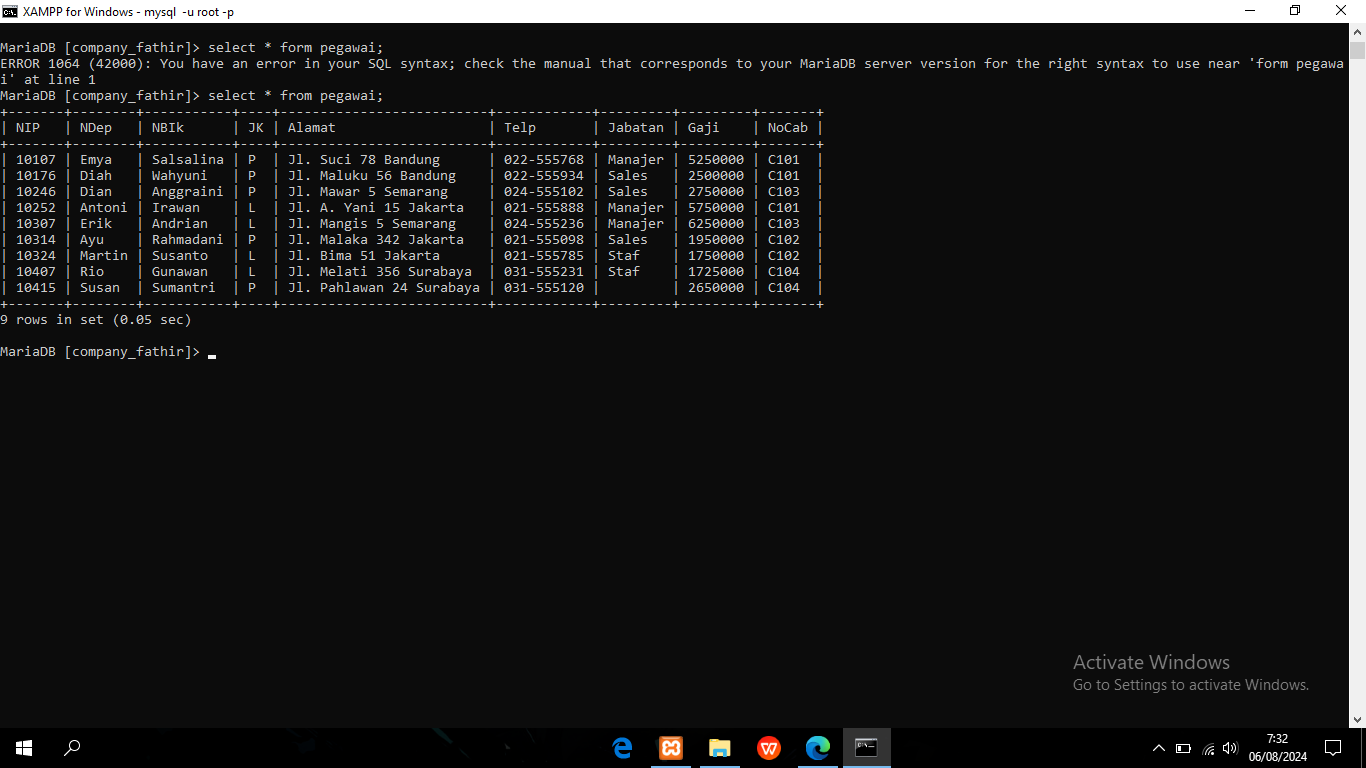 XAMPP for Windows - mysql -u root -p
MariaDB [company_fathir]> select * form pegawai;
ERROR 1064 (42000): You have an error in your SQL syntax; check the manual that corresponds to your MariaDB server version for the right syntax to use near 'form pegawa
i' at line 1
MariaDB [company_fathir]> select * from pegawai;
+-------+--------+-----------+----+-------------------------+------------+---------+---------+-------+
| NIP   | NDep   | NBIk      | JK | Alamat                  | Telp       | Jabatan | Gaji    | NoCab |
+-------+--------+-----------+----+-------------------------+------------+---------+---------+-------+
| 10107 | Emya   | Salsalina | P  | Jl. Suci 78 Bandung     | 022-555768 | Manajer | 5250000 | C101  |
| 10176 | Diah   | Wahyuni   | P  | Jl. Maluku 56 Bandung   | 022-555934 | Sales   | 2500000 | C101  |
| 10246 | Dian   | Anggraini | P  | Jl. Mawar 5 Semarang    | 024-555102 | Sales   | 2750000 | C103  |
| 10252 | Antoni | Irawan    | L  | Jl. A. Yani 15 Jakarta  | 021-555888 | Manajer | 5750000 | C101  |
| 10307 | Erik   | Andrian   | L  | Jl. Mangis 5 Semarang   | 024-555236 | Manajer | 6250000 | C103  |
| 10314 | Ayu    | Rahmadani | P  | Jl. Malaka 342 Jakarta  | 021-555098 | Sales   | 1950000 | C102  |
| 10324 | Martin | Susanto   | L  | Jl. Bima 51 Jakarta     | 021-555785 | Staf    | 1750000 | C102  |
| 10407 | Rio    | Gunawan   | L  | Jl. Melati 356 Surabaya | 031-555231 | Staf    | 1725000 | C104  |
| 10415 | Susan  | Sumantri  | P  | Jl. Pahlawan 24 Surabaya | 031-555120 |         | 2650000 | C104  |
+-------+--------+-----------+----+-------------------------+------------+---------+---------+-------+
9 rows in set (0.05 sec)
MariaDB [company_fathir]>
Activate Windows
Go to Settings to activate Windows.
7:32
06/08/2024